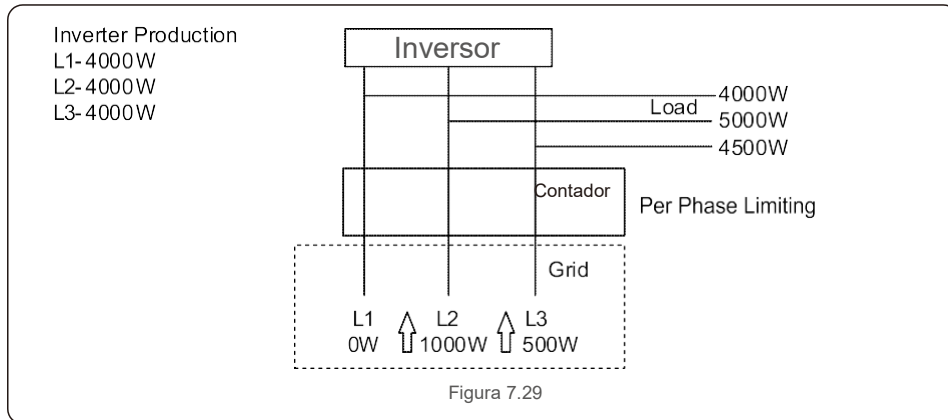 Inverter Production
L1-4000W
L2-4000W
L3-4000W
Inversor
4000W
Load
5000W
4500W
Contador
Per Phase Limiting
Grid
L1 L2 L3
0W 1000W 500W
Figura 7.29